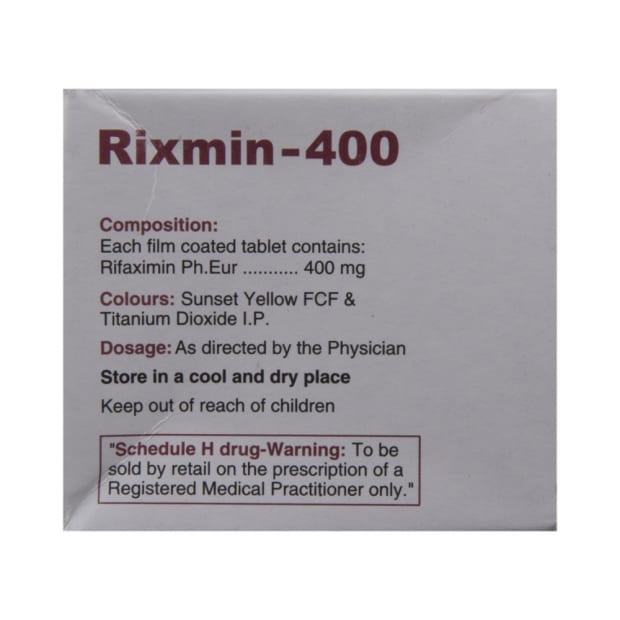 Rixmin-400
Composition:
Each film coated tablet contains:
Rifaximin Ph.Eur ........... 400 mg
Colours: Sunset Yellow FCF &
Titanium Dioxide I.P.
Dosage: As directed by the Physician
Store in a cool and dry place
Keep out of reach of children
"Schedule H drug-Warning: To be
sold by retail on the prescription of a
Registered Medical Practitioner only."